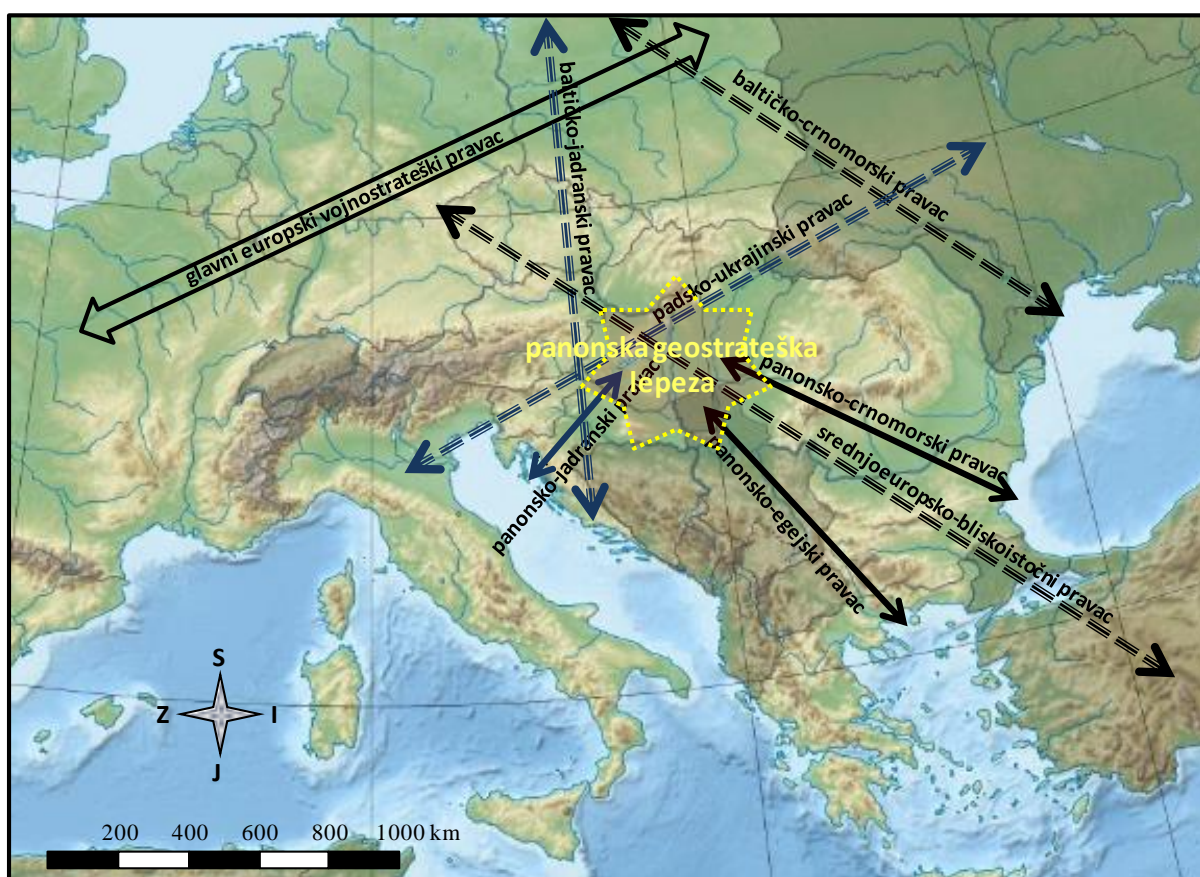 baltičko-crnomorski pravac
baltičko-jadranski pravac
glavni europski vojnostrateški pravac
padsko-ukrajinski pravac
panonska geostrateška
lepeza
panonsko-crnomorski pravac
panonsko-jadranski pravac
srednjoeuropsko-bliskoistočni pravac
panonsko-egejski pravac
S
Z
I
J
200 400 600 800 1000 km